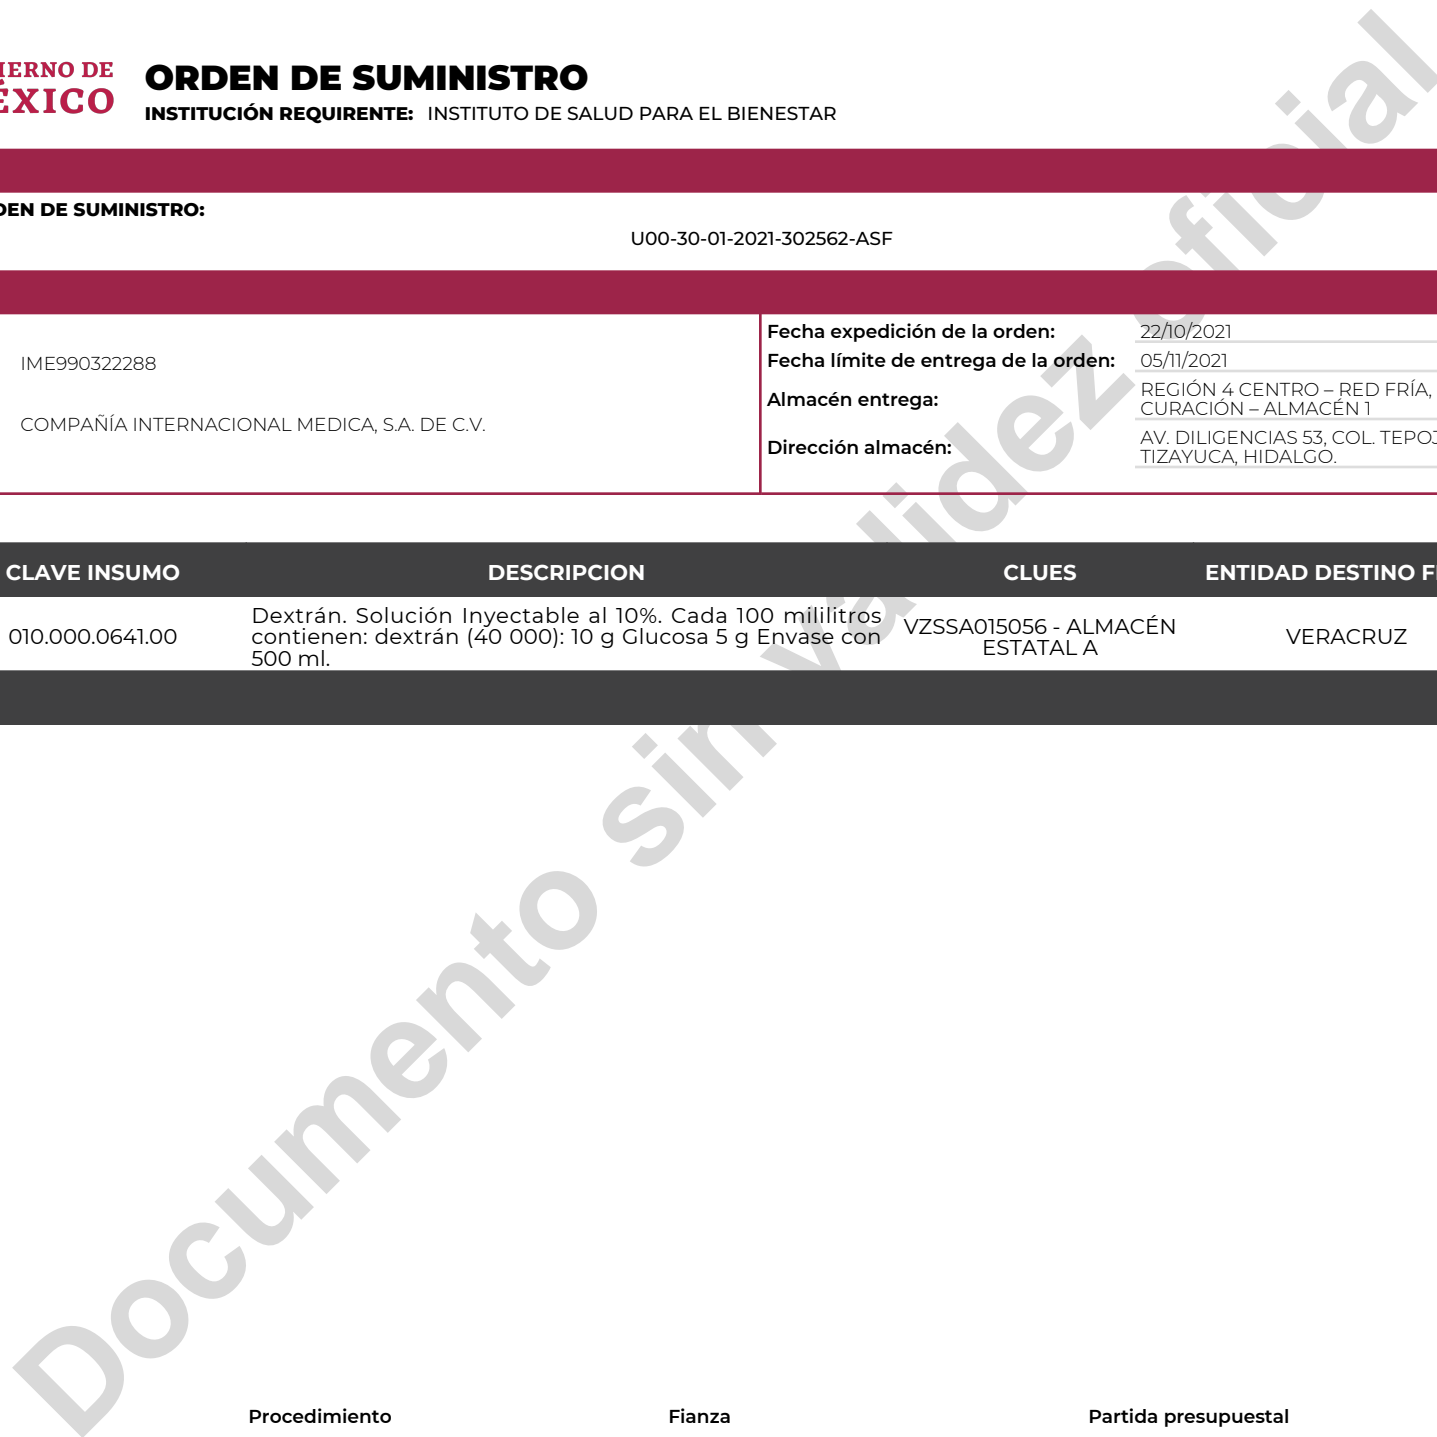 IERNO DE
ÉXICO
ORDEN DE SUMINISTRO
INSTITUCIÓN REQUIRENTE: INSTITUTO DE SALUD PARA EL BIENESTAR
DEN DE SUMINISTRO:
U00-30-01-2021-302562-ASF
IME990322288
COMPAÑÍA INTERNACIONAL MEDICA, S.A. DE C.V.
Fecha expedición de la orden: 22/10/2021
Fecha límite de entrega de la orden: 05/11/2021
Almacén entrega: REGIÓN 4 CENTRO – RED FRÍA,
CURACIÓN – ALMACÉN 1
Dirección almacén: AV. DILIGENCIAS 53, COL. TEPOJ
TIZAYUCA, HIDALGO.
CLAVE INSUMO DESCRIPCION CLUES ENTIDAD DESTINO F
010.000.0641.00
Dextrán. Solución Inyectable al 10%. Cada 100 mililitros
contienen: dextrán (40 000): 10 g Glucosa 5 g Envase con
500 ml.
VZSSA015056 - ALMACÉN
ESTATAL A
VERACRUZ
Documento sin validez oficial
Procedimiento Fianza Partida presupuestal